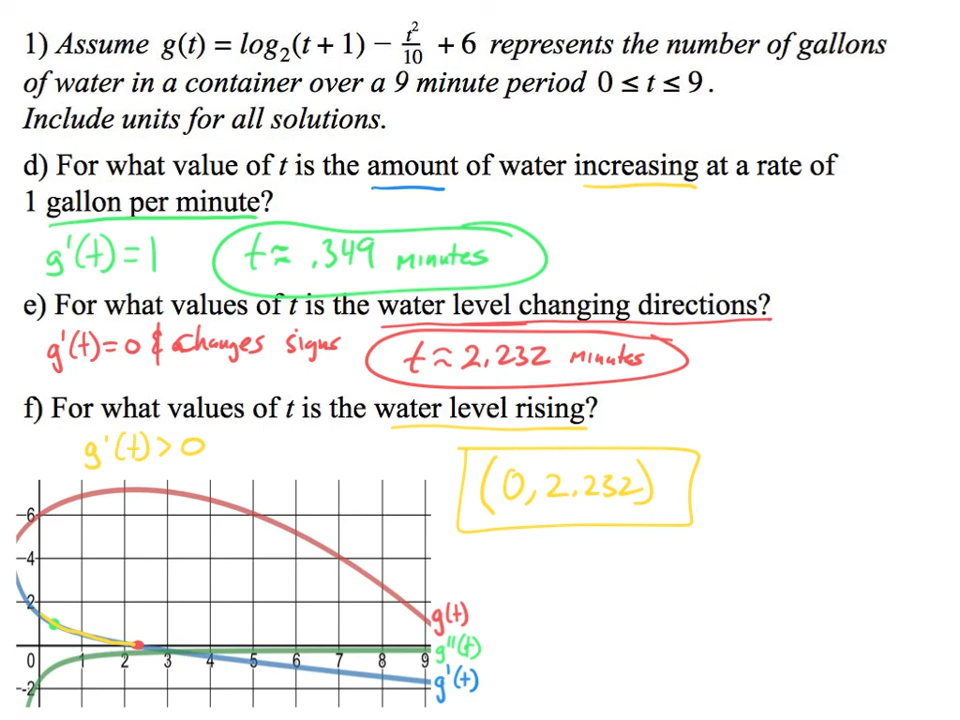 1) Assume g(t) = log₂(t + 1) − t²/10 + 6 represents the number of gallons
of water in a container over a 9 minute period 0 ≤ t ≤ 9.
Include units for all solutions.
d) For what value of t is the amount of water increasing at a rate of
1 gallon per minute?
g'(t) = 1 t ≈ .349 minutes
e) For what values of t is the water level changing directions?
g'(t) = 0 & changes signs t ≈ 2.232 minutes
f) For what values of t is the water level rising?
g'(t) > 0 (0, 2.232)
6
4
2
g(t)
g"(t)
0 1 2 3 4 5 6 7 8 9
-2 g'(t)